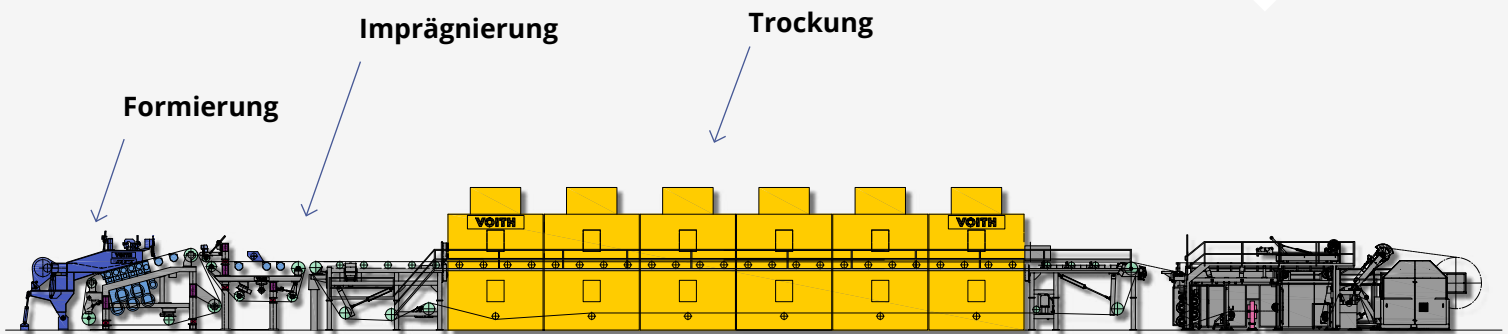 Imprägnierung
Trockung
Formierung
VOITH
VOITH